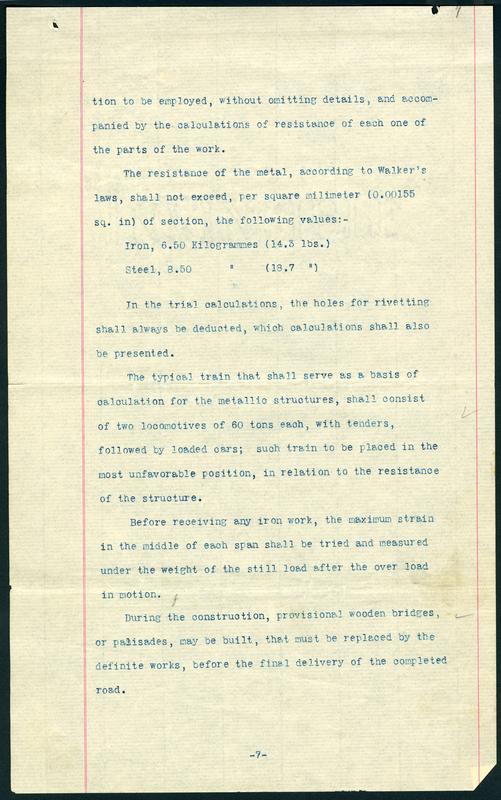 tion to be employed, without omitting details, and accom-
panied by the calculations of resistance of each one of
the parts of the work.
The resistance of the metal, according to Walker's
laws, shall not exceed, per square milimeter (0.00155
sq. in) of section, the following values:-
Iron, 6.50 Kilogrammes (14.3 lbs.)
Steel, 8.50 " (18.7 ")
In the trial calculations, the holes for rivetting
shall always be deducted, which calculations shall also
be presented.
The typical train that shall serve as a basis of
calculation for the metallic structures, shall consist
of two locomotives of 60 tons each, with tenders,
followed by loaded cars; such train to be placed in the
most unfavorable position, in relation to the resistance
of the structure.
Before receiving any iron work, the maximum strain
in the middle of each span shall be tried and measured
under the weight of the still load after the over load
in motion.
During the construction, provisional wooden bridges,
or palisades, may be built, that must be replaced by the
definite works, before the final delivery of the completed
road.
-7-